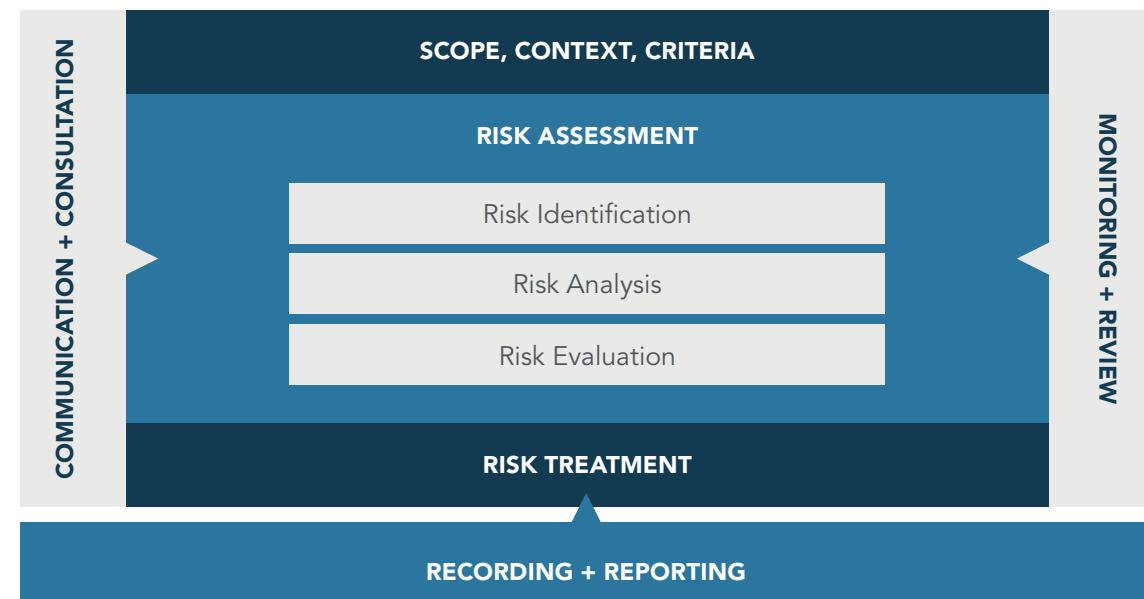 COMMUNICATION + CONSULTATION
SCOPE, CONTEXT, CRITERIA
RISK ASSESSMENT
Risk Identification
Risk Analysis
Risk Evaluation
RISK TREATMENT
MONITORING + REVIEW
RECORDING + REPORTING